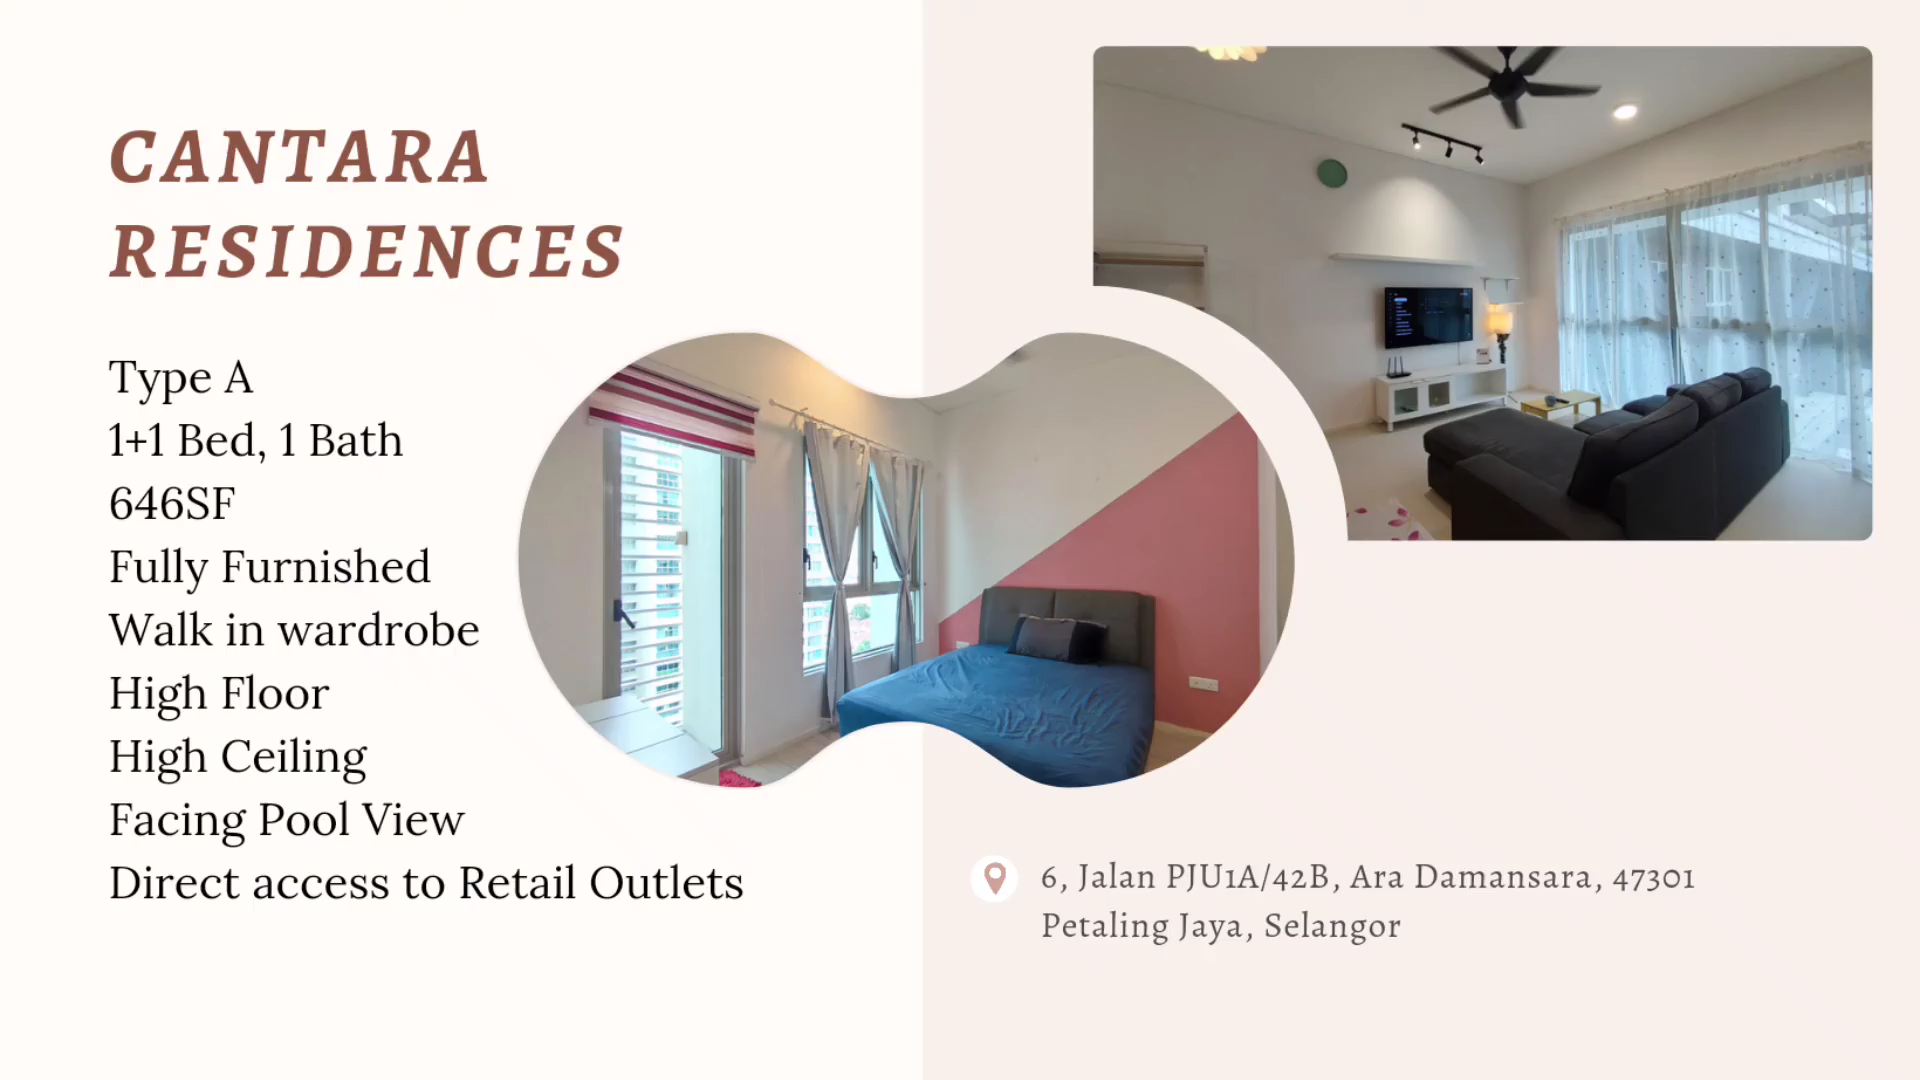 CANTARA
RESIDENCES
Type A
1+1 Bed, 1 Bath
646SF
Fully Furnished
Walk in wardrobe
High Floor
High Ceiling
Facing Pool View
Direct access to Retail Outlets
6, Jalan PJU1A/42B, Ara Damansara, 47301
Petaling Jaya, Selangor